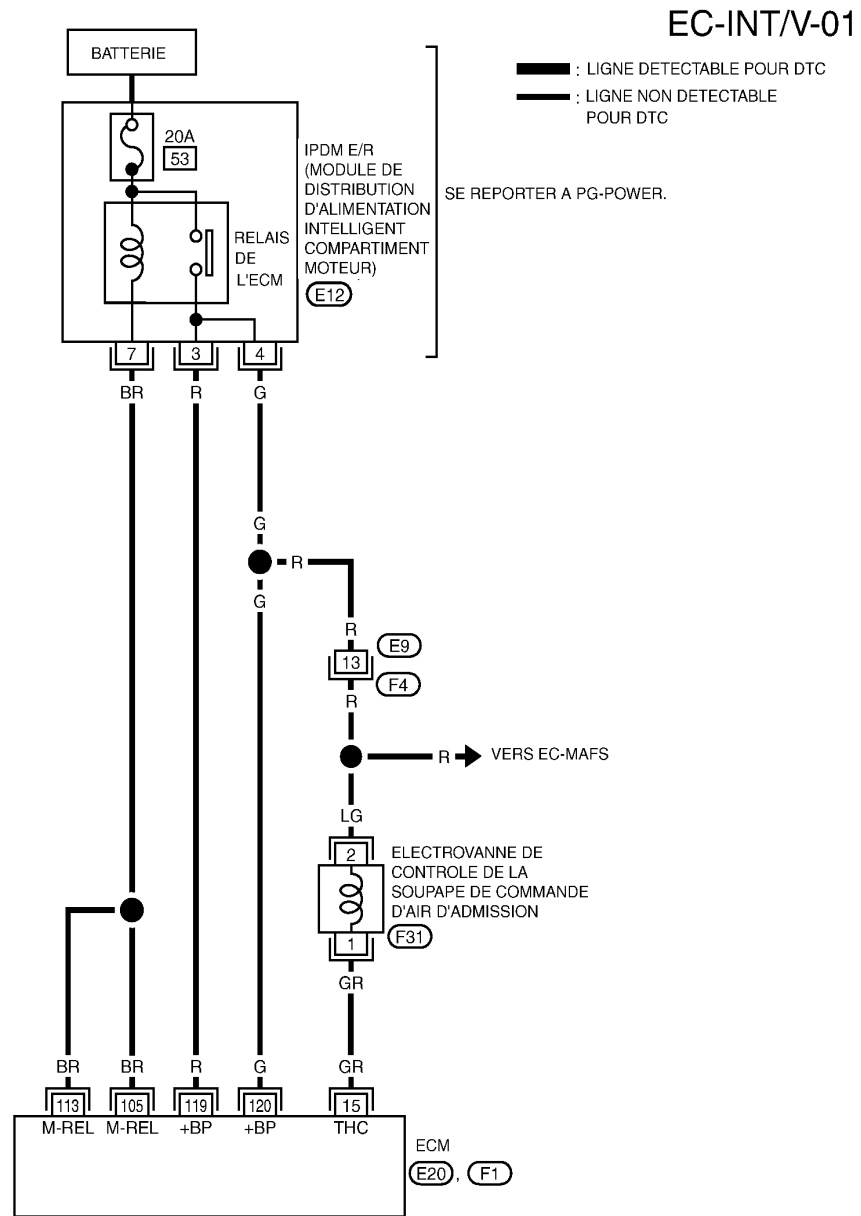 EC-INT/V-01
BATTERIE
: LIGNE DETECTABLE POUR DTC
: LIGNE NON DETECTABLE
POUR DTC
20A
53
IPDM E/R
(MODULE DE
DISTRIBUTION
D'ALIMENTATION
INTELLIGENT
COMPARTIMENT
MOTEUR)
E12
SE REPORTER A PG-POWER.
RELAIS
DE
L'ECM
7 3 4
BR R G
G
R
G
R
E9
13
F4
R
R VERS EC-MAFS
LG
2
ELECTROVANNE DE
CONTROLE DE LA
SOUPAPE DE COMMANDE
D'AIR D'ADMISSION
F31
1
GR
BR BR R G GR
113 105 119 120 15
M-REL M-REL +BP +BP THC
ECM
E20 , F1